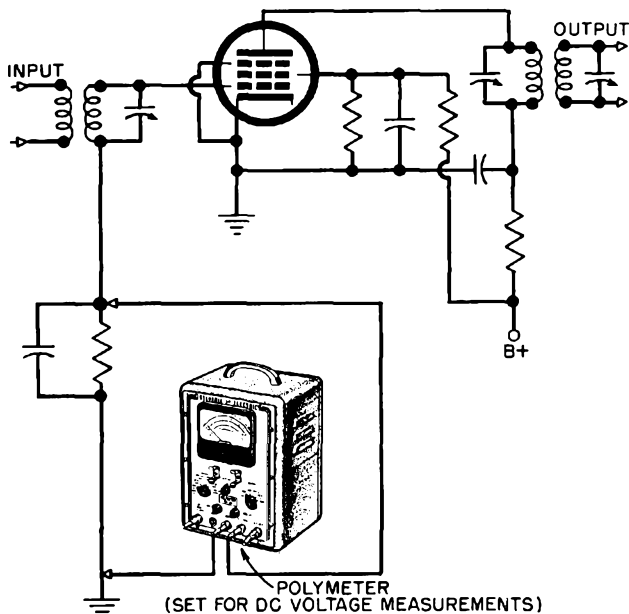 OUTPUT
INPUT
B+
POLYMETER
(SET FOR DC VOLTAGE MEASUREMENTS)